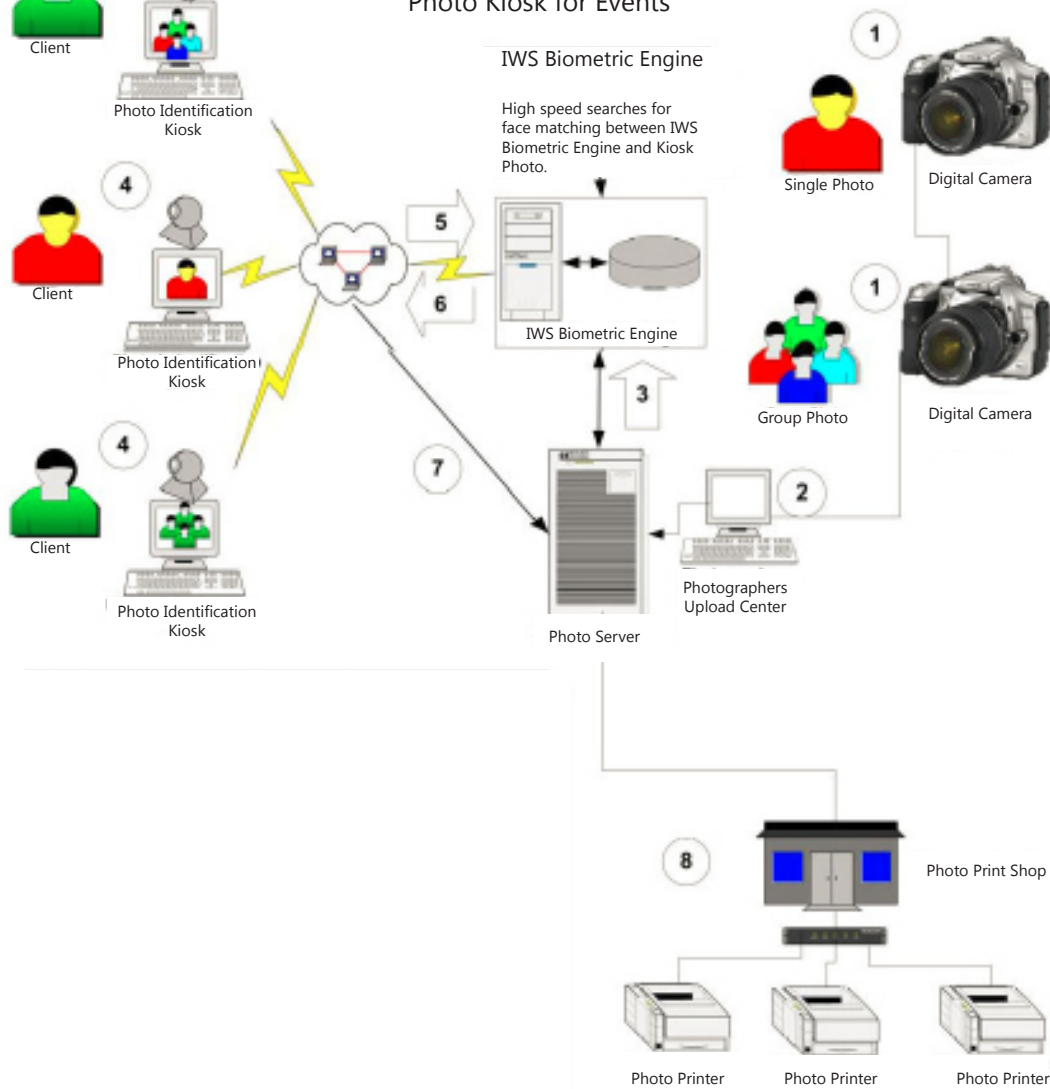 Photo Kiosk for Events
Client
Photo Identification
Kiosk
IWS Biometric Engine
High speed searches for
face matching between IWS
Biometric Engine and Kiosk
Photo.
1
Single Photo
Digital Camera
4
Client
Photo Identification
Kiosk
5
6
IWS Biometric Engine
1
Group Photo
Digital Camera
3
4
Client
Photo Identification
Kiosk
7
2
Photographers
Upload Center
Photo Server
8
Photo Print Shop
Photo Printer
Photo Printer
Photo Printer